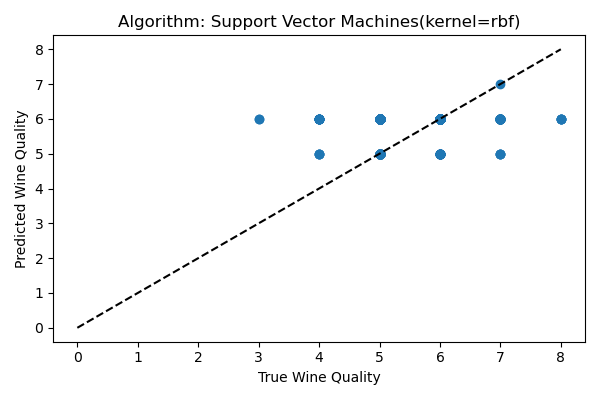 Algorithm: Support Vector Machines(kernel=rbf)
Predicted Wine Quality
8
7
6
5
4
3
2
1
0
0 1 2 3 4 5 6 7 8
True Wine Quality